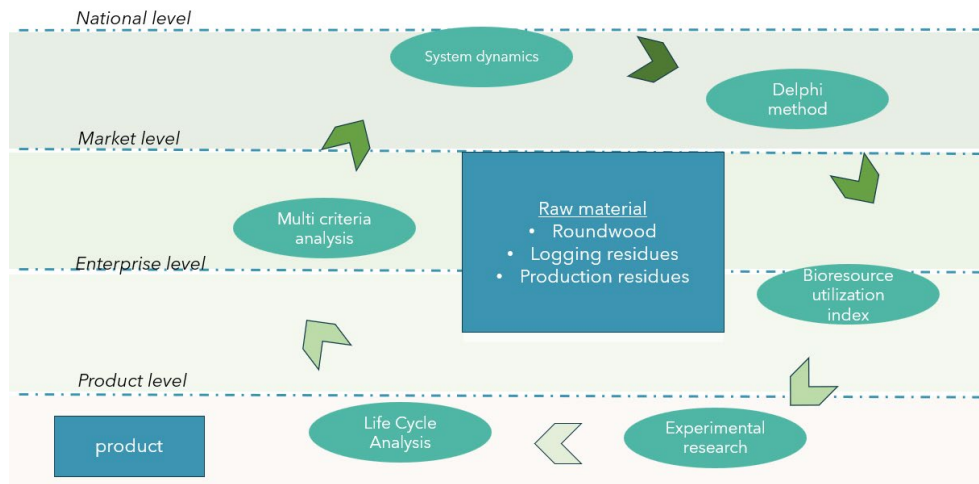 National level
System dynamics
Delphi
method
Market level
Raw material
• Roundwood
• Logging residues
• Production residues
Multi criteria
analysis
Enterprise level
Bioresource
utilization
index
Product level
Life Cycle
Analysis
Experimental
research
product